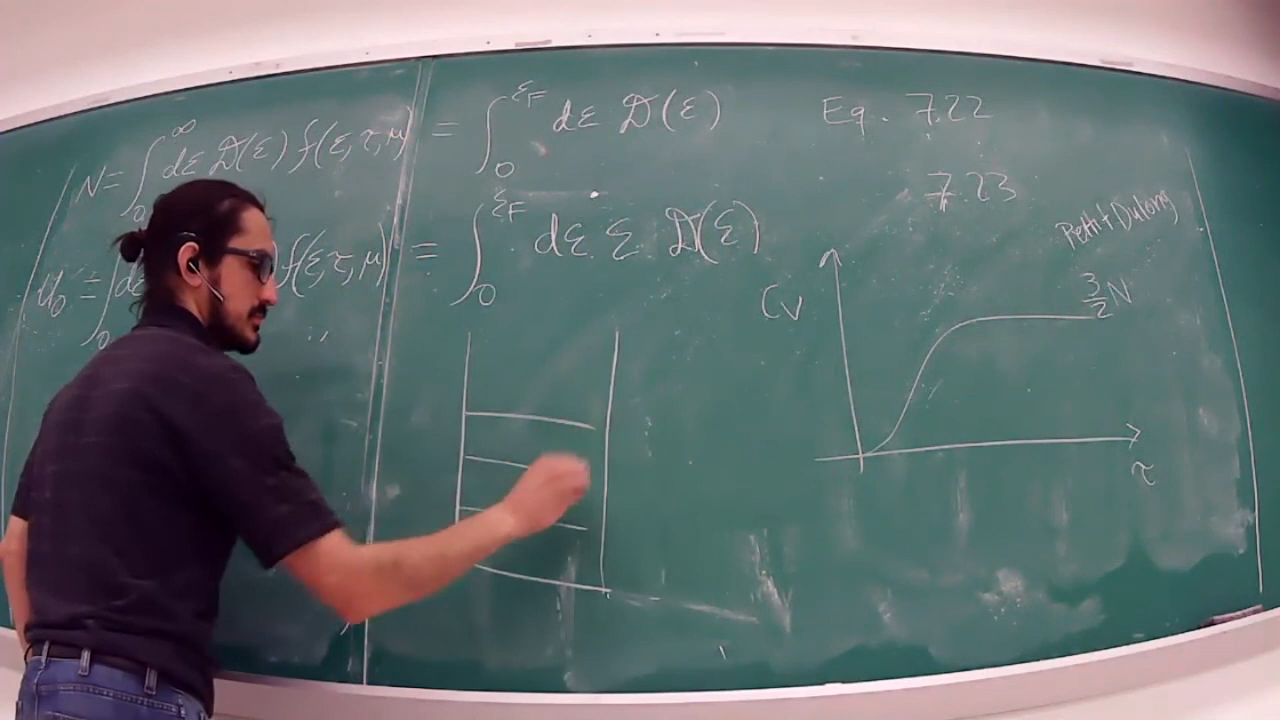 N = ∫₀^∞ dε 𝒟(ε) f(ε, τ, μ) = ∫₀^{ε_F} dε 𝒟(ε) Eq. 7.22
7.23
U₀ = ∫₀ dε f(ε, τ, μ) = ∫₀^{ε_F} dε ε 𝒟(ε)
Petit + Dulong
Cv
3/2 N
τ